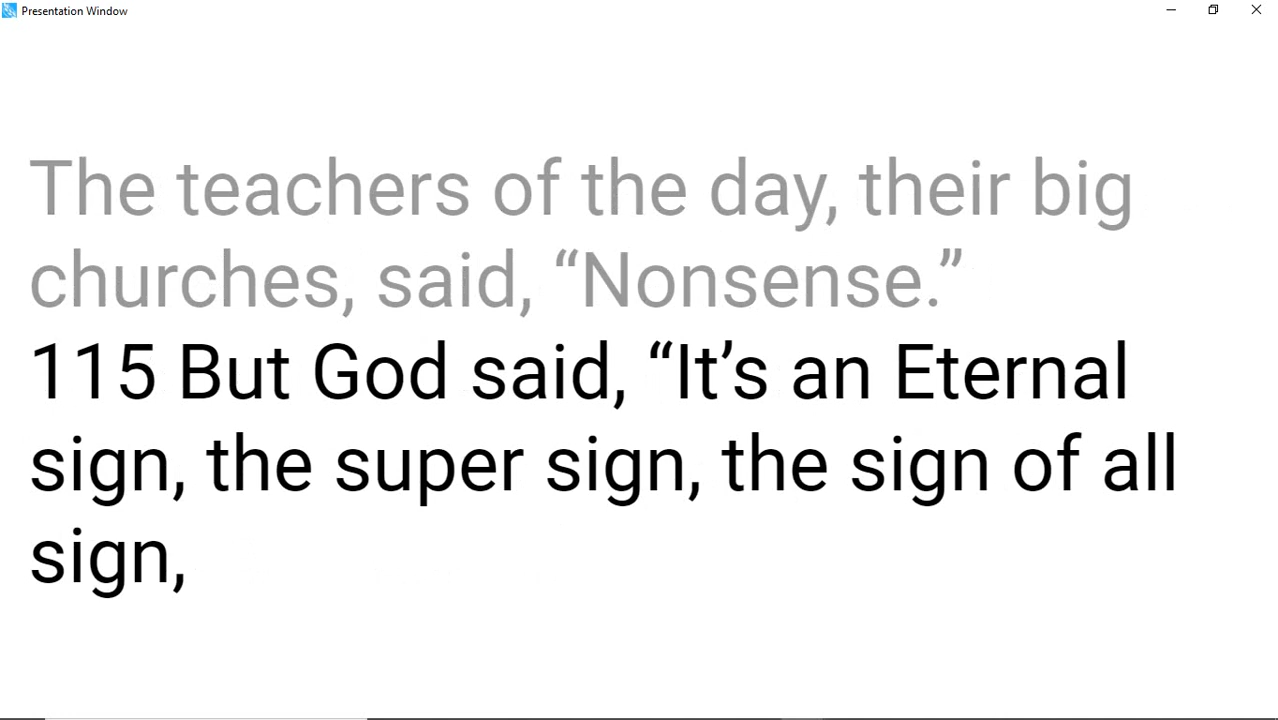 Presentation Window
The teachers of the day, their big
churches, said, “Nonsense.”
115 But God said, “It’s an Eternal
sign, the super sign, the sign of all
sign,